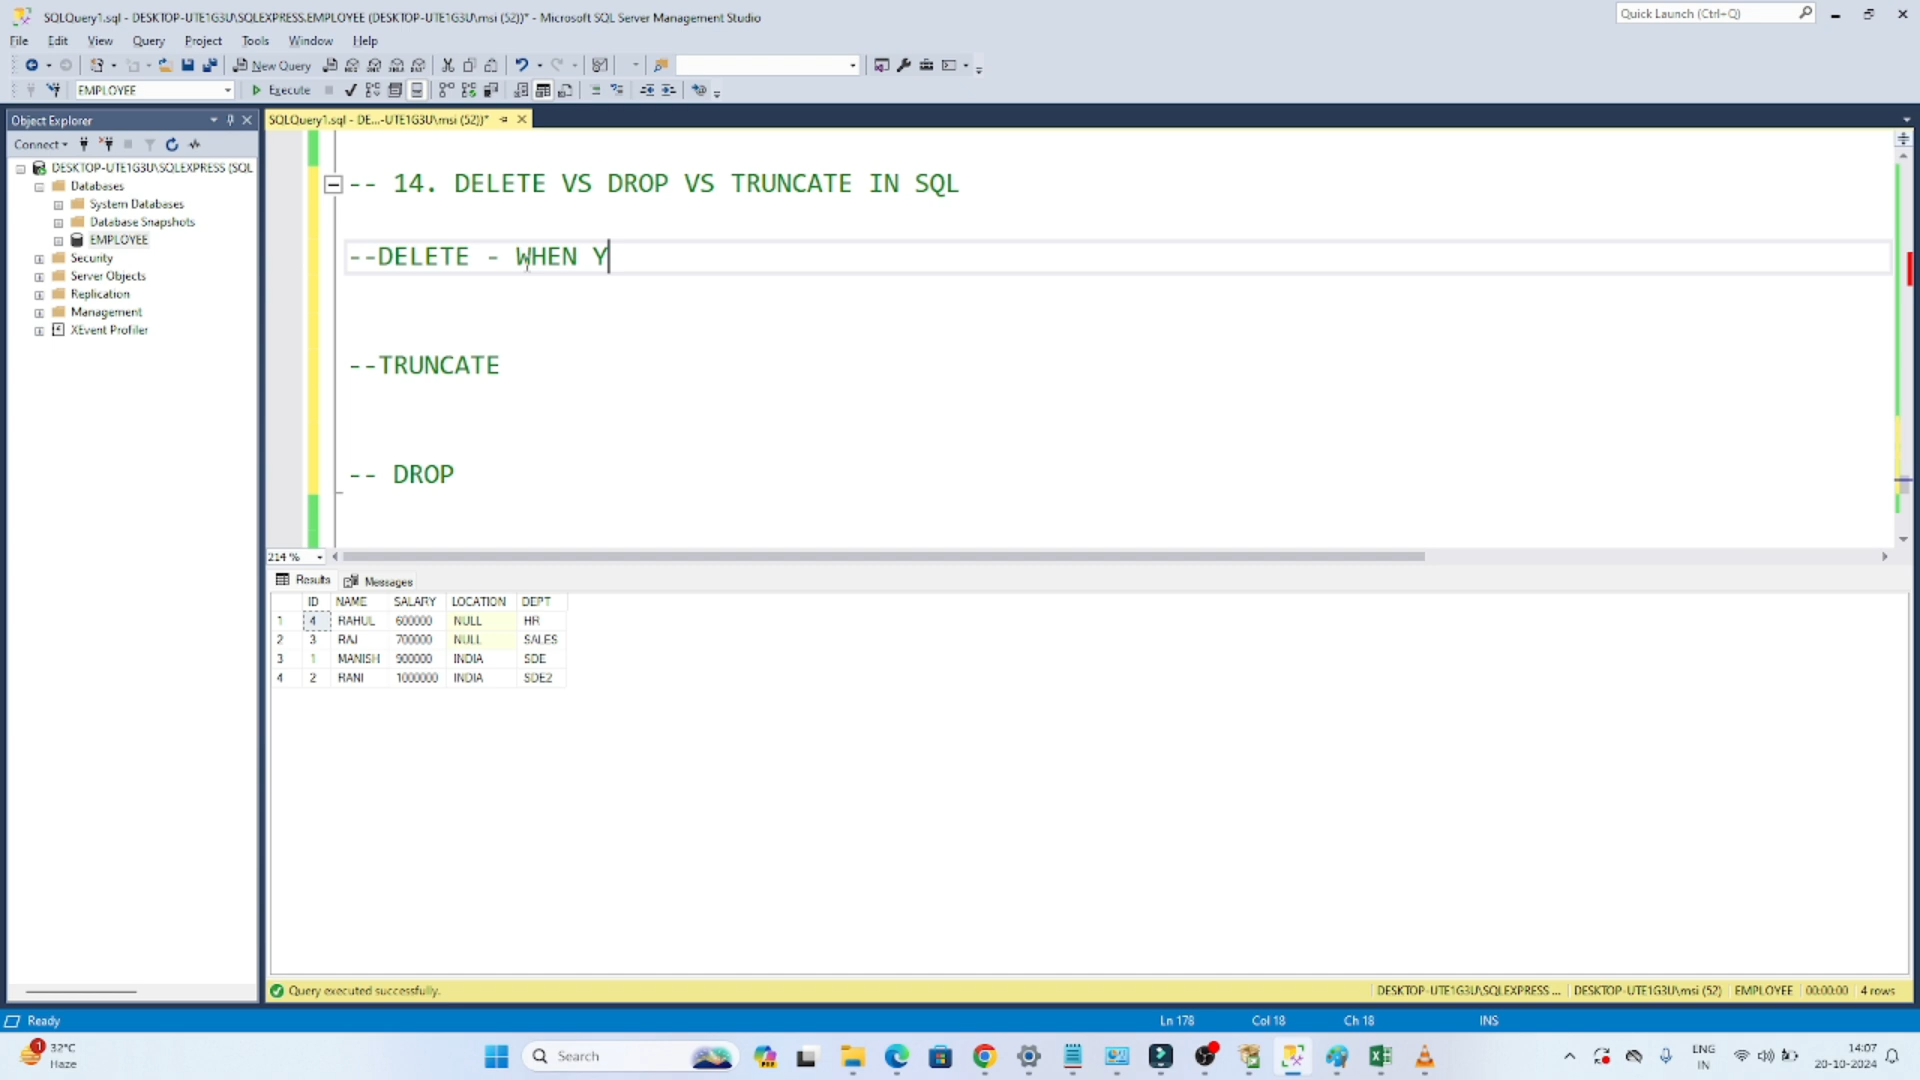 SQLQuery1.sql - DESKTOP-UTE1G3U\SQLEXPRESS.EMPLOYEE (DESKTOP-UTE1G3U\msi (52))* - Microsoft SQL Server Management Studio
Quick Launch (Ctrl+Q)
File Edit View Query Project Tools Window Help
New Query
EMPLOYEE Execute
Object Explorer
SQLQuery1.sql - DE...-UTE1G3U\msi (52))*
Connect
DESKTOP-UTE1G3U\SQLEXPRESS (SQL
Databases
System Databases
Database Snapshots
EMPLOYEE
Security
Server Objects
Replication
Management
XEvent Profiler
-- 14. DELETE VS DROP VS TRUNCATE IN SQL
--DELETE - WHEN Y
--TRUNCATE
-- DROP
214 %
Results Messages
ID NAME SALARY LOCATION DEPT
1 4 RAHUL 600000 NULL HR
2 3 RAJ 700000 NULL SALES
3 1 MANISH 900000 INDIA SDE
4 2 RANI 1000000 INDIA SDE2
Query executed successfully.
DESKTOP-UTE1G3U\SQLEXPRESS ... DESKTOP-UTE1G3U\msi (52) EMPLOYEE 00:00:00 4 rows
Ready Ln 178 Col 18 Ch 18 INS
1 32°C
Haze
Search
ENG
IN
14:07
20-10-2024